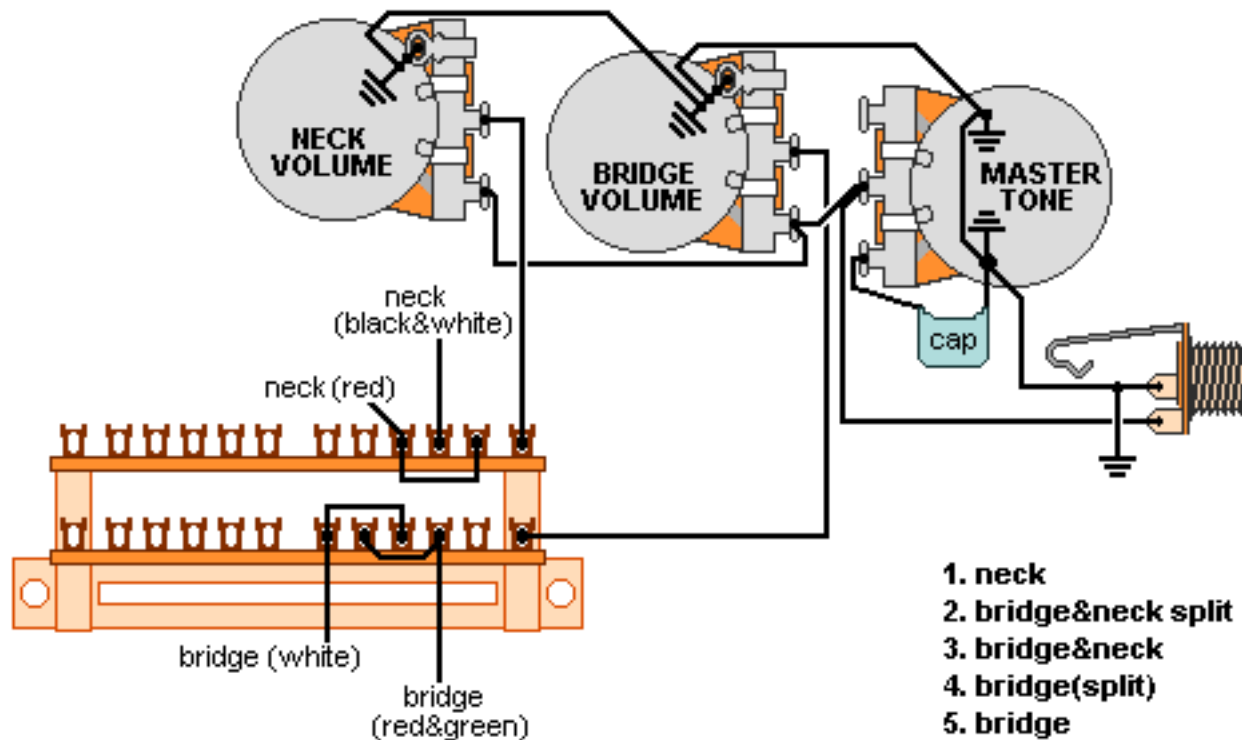 NECK
VOLUME
BRIDGE
VOLUME
MASTER
TONE
neck
(black&white)
cap
neck (red)
bridge (white)
bridge
(red&green)
1. neck
2. bridge&neck split
3. bridge&neck
4. bridge(split)
5. bridge